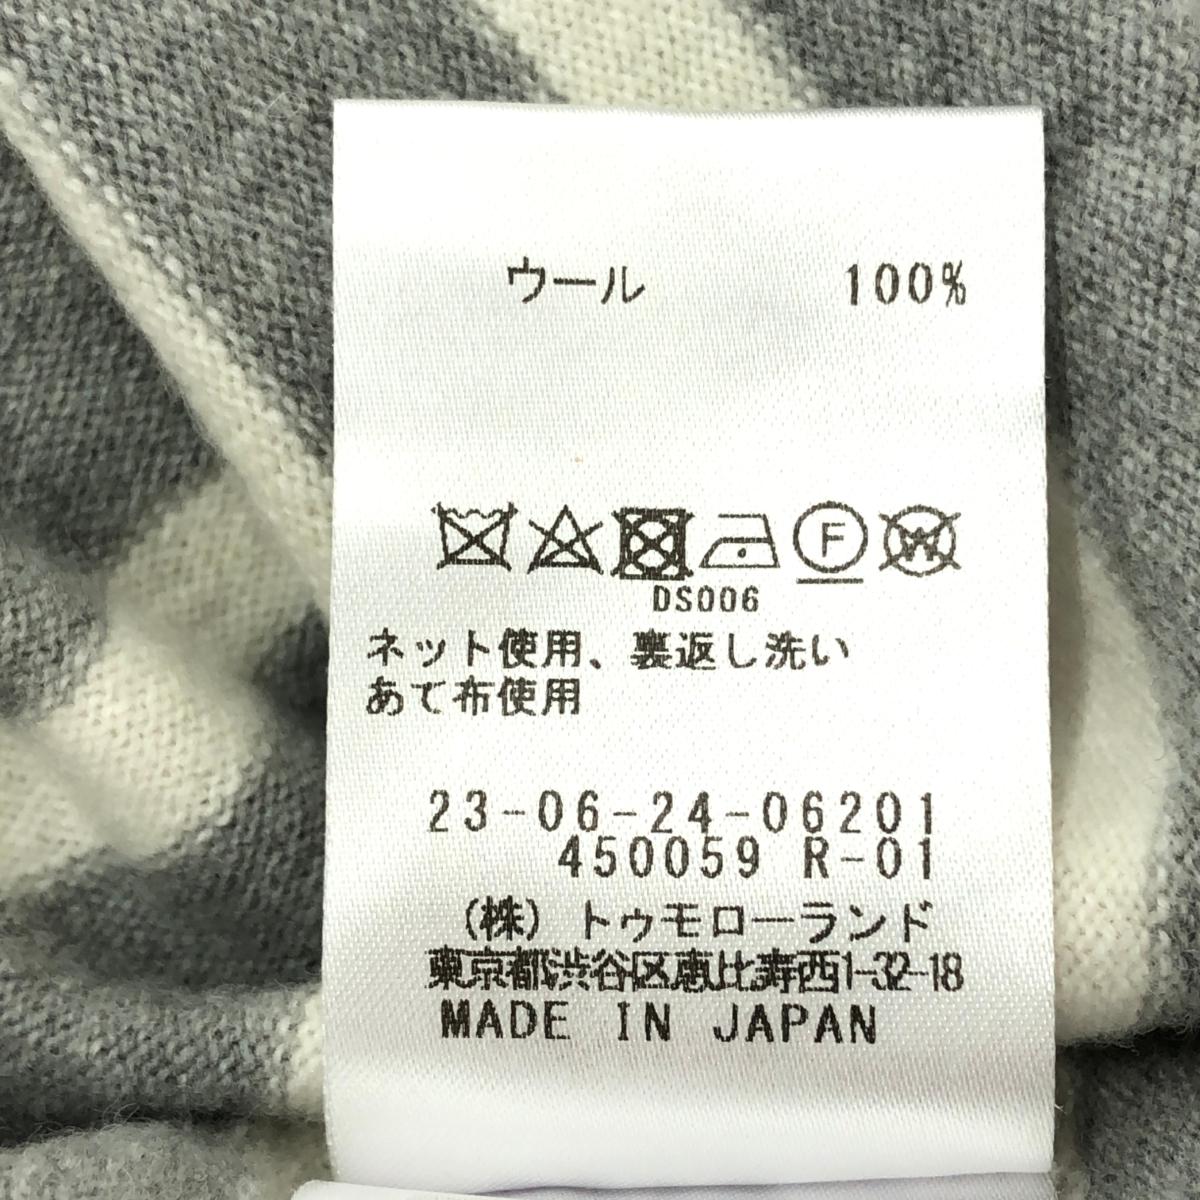 ウール 100%
F W
DS006
ネット使用、裏返し洗い
あて布使用
23-06-24-06201
450059 R-01
(株)トゥモローランド
東京都渋谷区恵比寿西1-32-18
MADE IN JAPAN